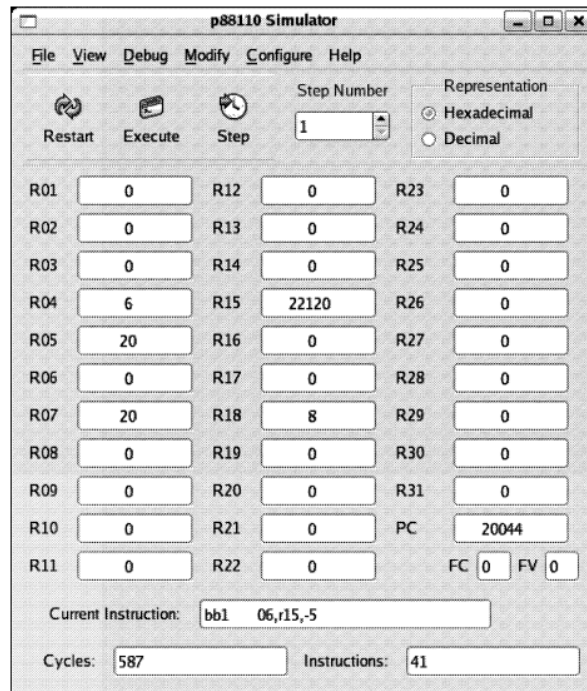 p88110 Simulator
File View Debug Modify Configure Help
Restart Execute Step
Step Number
1
Representation
Hexadecimal
Decimal
R01 0 R12 0 R23 0
R02 0 R13 0 R24 0
R03 0 R14 0 R25 0
R04 6 R15 22120 R26 0
R05 20 R16 0 R27 0
R06 0 R17 0 R28 0
R07 20 R18 8 R29 0
R08 0 R19 0 R30 0
R09 0 R20 0 R31 0
R10 0 R21 0 PC 20044
R11 0 R22 0 FC 0 FV 0
Current Instruction: bb1 06,r15,-5
Cycles: 587 Instructions: 41